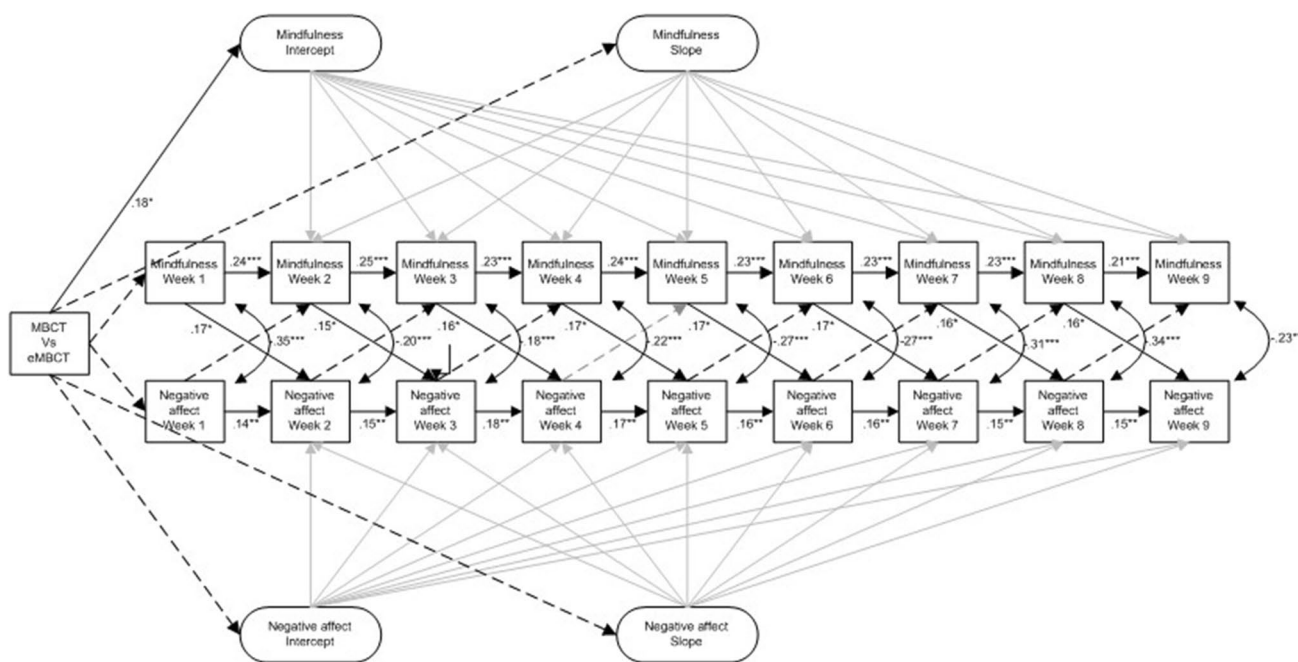 Mindfulness
Intercept
Mindfulness
Slope
.18*
Mindfulness
Week 1
.24***
Mindfulness
Week 2
.25***
Mindfulness
Week 3
.23***
Mindfulness
Week 4
.24***
Mindfulness
Week 5
.23***
Mindfulness
Week 6
.23***
Mindfulness
Week 7
.23***
Mindfulness
Week 8
.21***
Mindfulness
Week 9
MBCT
Vs
eMBCT
.17*
-.35***
.15*
-.20***
.16*
.18***
.17*
.22***
.17*
-.27***
.17*
-.27***
.16*
-.31***
.16*
-.34***
-.23**
Negative
affect
Week 1
.14**
Negative
affect
Week 2
.15**
Negative
affect
Week 3
.18**
Negative
affect
Week 4
.17**
Negative
affect
Week 5
.16**
Negative
affect
Week 6
.16**
Negative
affect
Week 7
.15**
Negative
affect
Week 8
.15**
Negative
affect
Week 9
Negative affect
Intercept
Negative affect
Slope